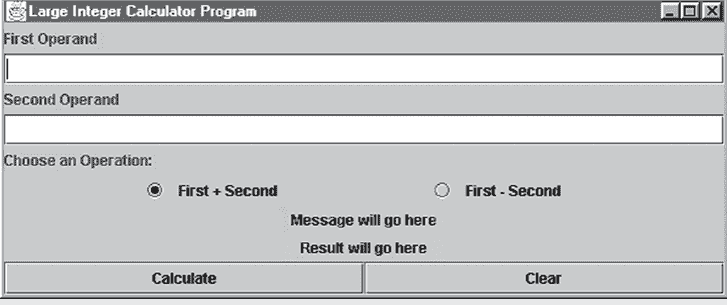 Large Integer Calculator Program
First Operand
Second Operand
Choose an Operation:
First + Second First - Second
Message will go here
Result will go here
Calculate Clear